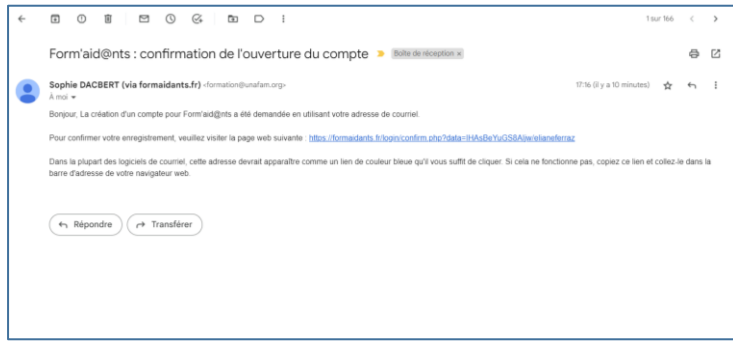 1 sur 166
Form'aid@nts : confirmation de l'ouverture du compte Boîte de réception ×
Sophie DACBERT (via formaidants.fr) <formation@unafam.org> 17:16 (il y a 10 minutes)
À moi
Bonjour, La création d'un compte pour Form'aid@nts a été demandée en utilisant votre adresse de courriel.
Pour confirmer votre enregistrement, veuillez visiter la page web suivante : https://formaidants.fr/login/confirm.php?data=IHAsBeYuGS8Aljw/elianeferraz
Dans la plupart des logiciels de courriel, cette adresse devrait apparaître comme un lien de couleur bleue qu'il vous suffit de cliquer. Si cela ne fonctionne pas, copiez ce lien et collez-le dans la
barre d'adresse de votre navigateur web.
Répondre Transférer